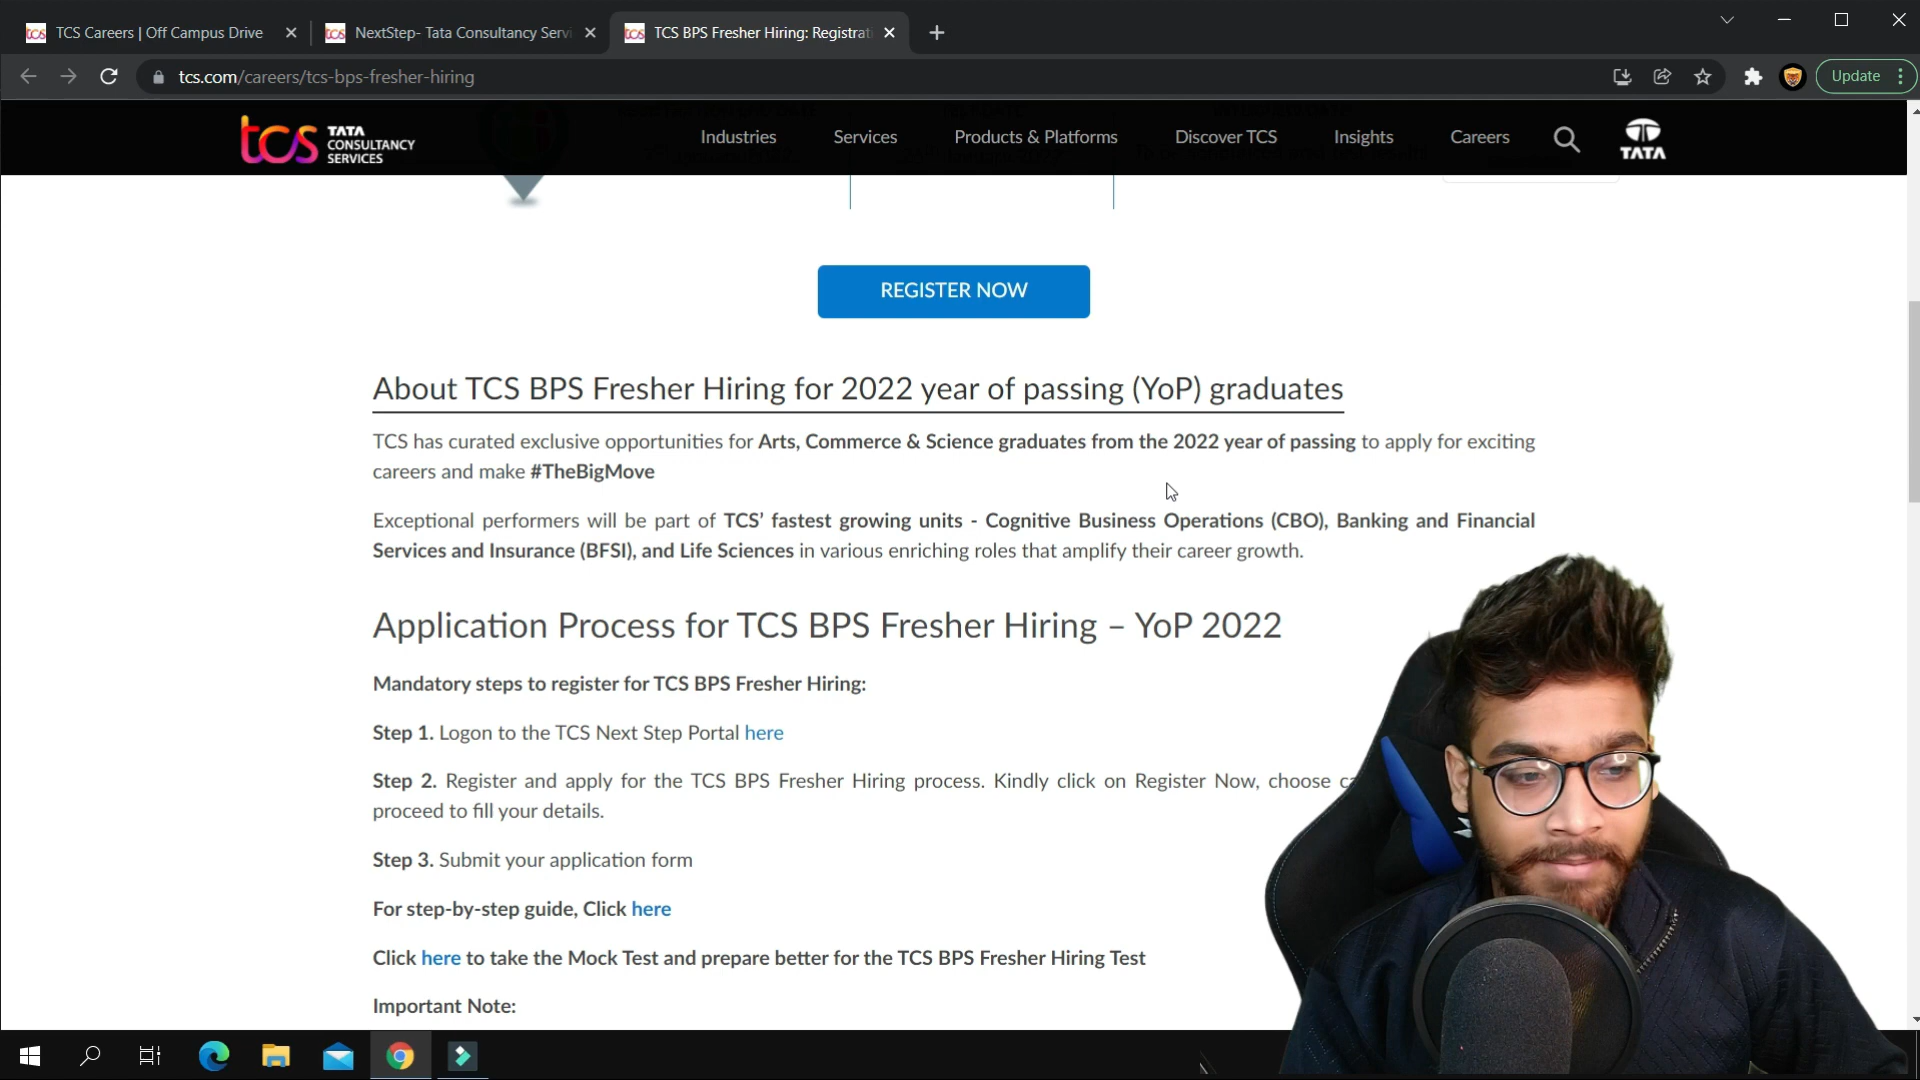 TCS Careers | Off Campus Drive
NextStep- Tata Consultancy Servi
TCS BPS Fresher Hiring: Registrati
tcs.com/careers/tcs-bps-fresher-hiring
Update
tcs TATA CONSULTANCY SERVICES
Industries
Services
Products & Platforms
Discover TCS
Insights
Careers
TATA
REGISTER NOW
About TCS BPS Fresher Hiring for 2022 year of passing (YoP) graduates
TCS has curated exclusive opportunities for Arts, Commerce & Science graduates from the 2022 year of passing to apply for exciting
careers and make #TheBigMove
Exceptional performers will be part of TCS’ fastest growing units - Cognitive Business Operations (CBO), Banking and Financial
Services and Insurance (BFSI), and Life Sciences in various enriching roles that amplify their career growth.
Application Process for TCS BPS Fresher Hiring – YoP 2022
Mandatory steps to register for TCS BPS Fresher Hiring:
Step 1. Logon to the TCS Next Step Portal here
Step 2. Register and apply for the TCS BPS Fresher Hiring process. Kindly click on Register Now, choose
proceed to fill your details.
Step 3. Submit your application form
For step-by-step guide, Click here
Click here to take the Mock Test and prepare better for the TCS BPS Fresher Hiring Test
Important Note: